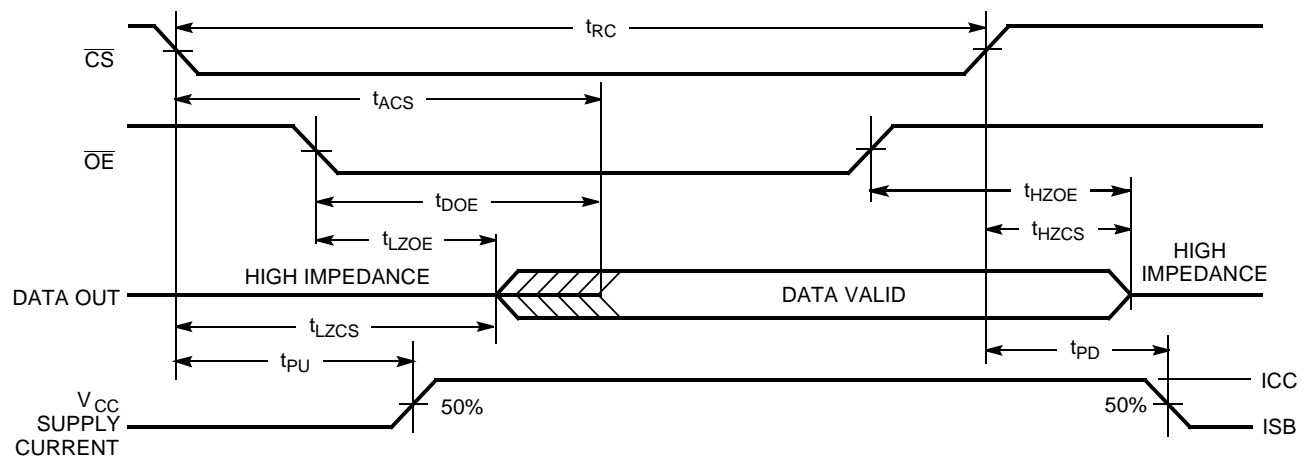 tRC
CS
tACS
OE
tDOE
tHZOE
tLZOE
tHZCS
HIGH IMPEDANCE
HIGH
IMPEDANCE
DATA OUT
DATA VALID
tLZCS
tPU
tPD
VCC
SUPPLY
CURRENT
50%
50%
ICC
ISB